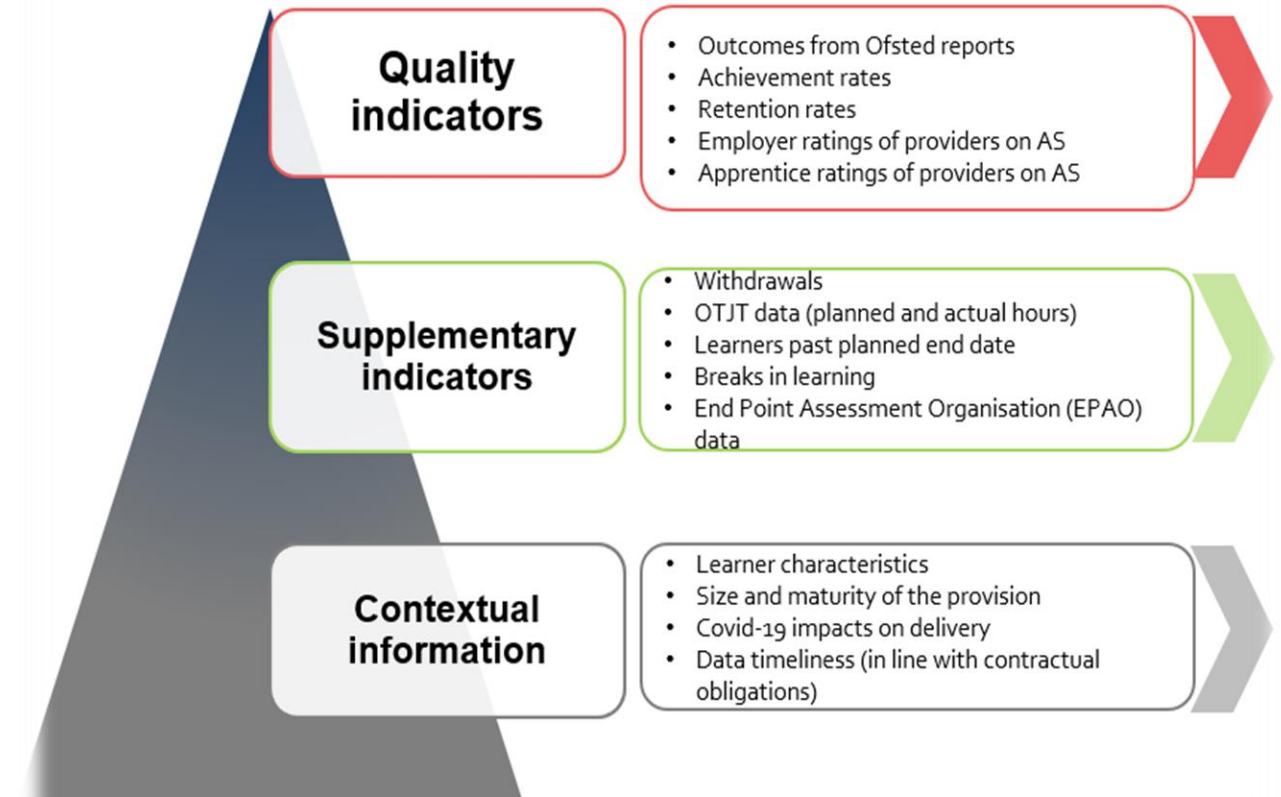 Quality
indicators
• Outcomes from Ofsted reports
• Achievement rates
• Retention rates
• Employer ratings of providers on AS
• Apprentice ratings of providers on AS
Supplementary
indicators
• Withdrawals
• OTJT data (planned and actual hours)
• Learners past planned end date
• Breaks in learning
• End Point Assessment Organisation (EPAO)
data
Contextual
information
• Learner characteristics
• Size and maturity of the provision
• Covid-19 impacts on delivery
• Data timeliness (in line with contractual
obligations)